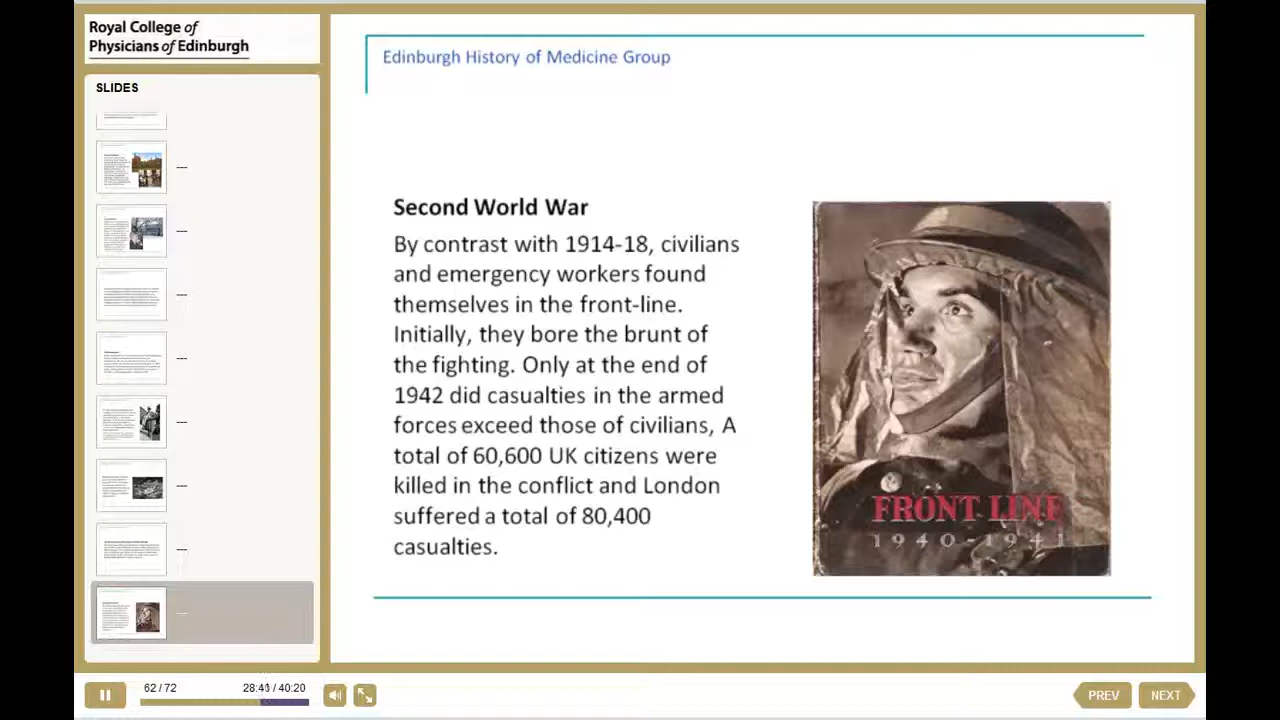 Royal College of
Physicians of Edinburgh
SLIDES
Edinburgh History of Medicine Group
Second World War
By contrast with 1914-18, civilians
and emergency workers found
themselves in the front-line.
Initially, they bore the brunt of
the fighting. Only at the end of
1942 did casualties in the armed
forces exceed those of civilians, A
total of 60,600 UK citizens were
killed in the conflict and London
suffered a total of 80,400
casualties.
FRONT LINE
1940-1941
62 / 72
/ 40:20
PREV
NEXT